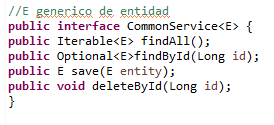 //E generico de entidad
public interface CommonService<E> {
public Iterable<E> findAll();
public Optional<E>findById(Long id);
public E save(E entity);
public void deleteById(Long id);
}